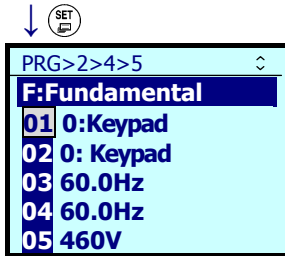 SET
PRG>2>4>5
F:Fundamental
01 0:Keypad
02 0: Keypad
03 60.0Hz
04 60.0Hz
05 460V